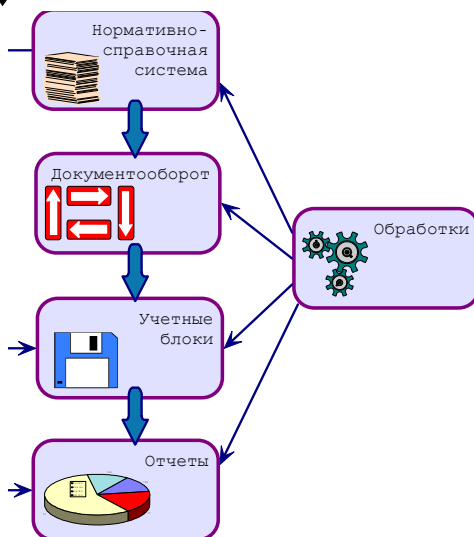 Нормативно-
справочная
система
Документооборот
Обработки
Учетные
блоки
Отчеты